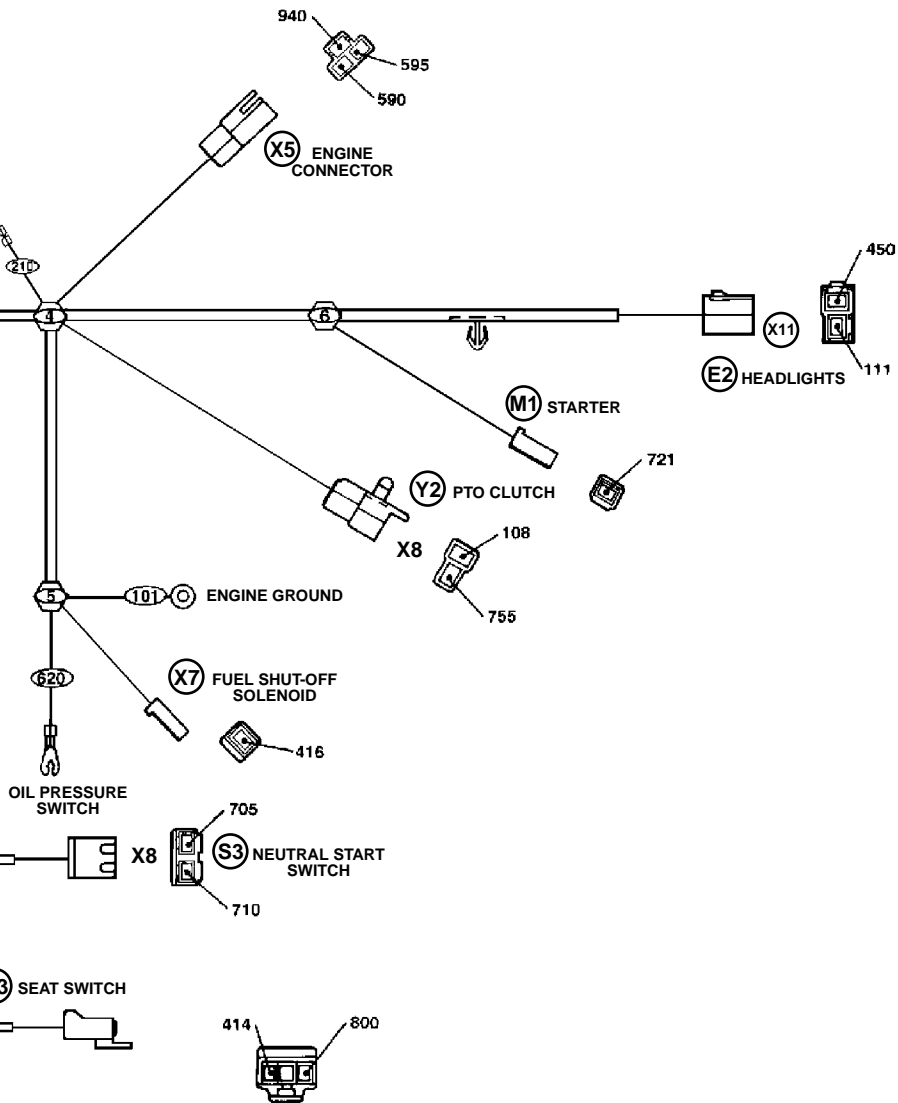 940
595
590
X5 ENGINE
CONNECTOR
210
450
4
6
X11
111
E2 HEADLIGHTS
M1 STARTER
721
Y2 PTO CLUTCH
108
X8
755
5
101
ENGINE GROUND
620
X7 FUEL SHUT-OFF
SOLENOID
416
OIL PRESSURE
SWITCH
705
X8
S3 NEUTRAL START
SWITCH
710
3 SEAT SWITCH
414
800